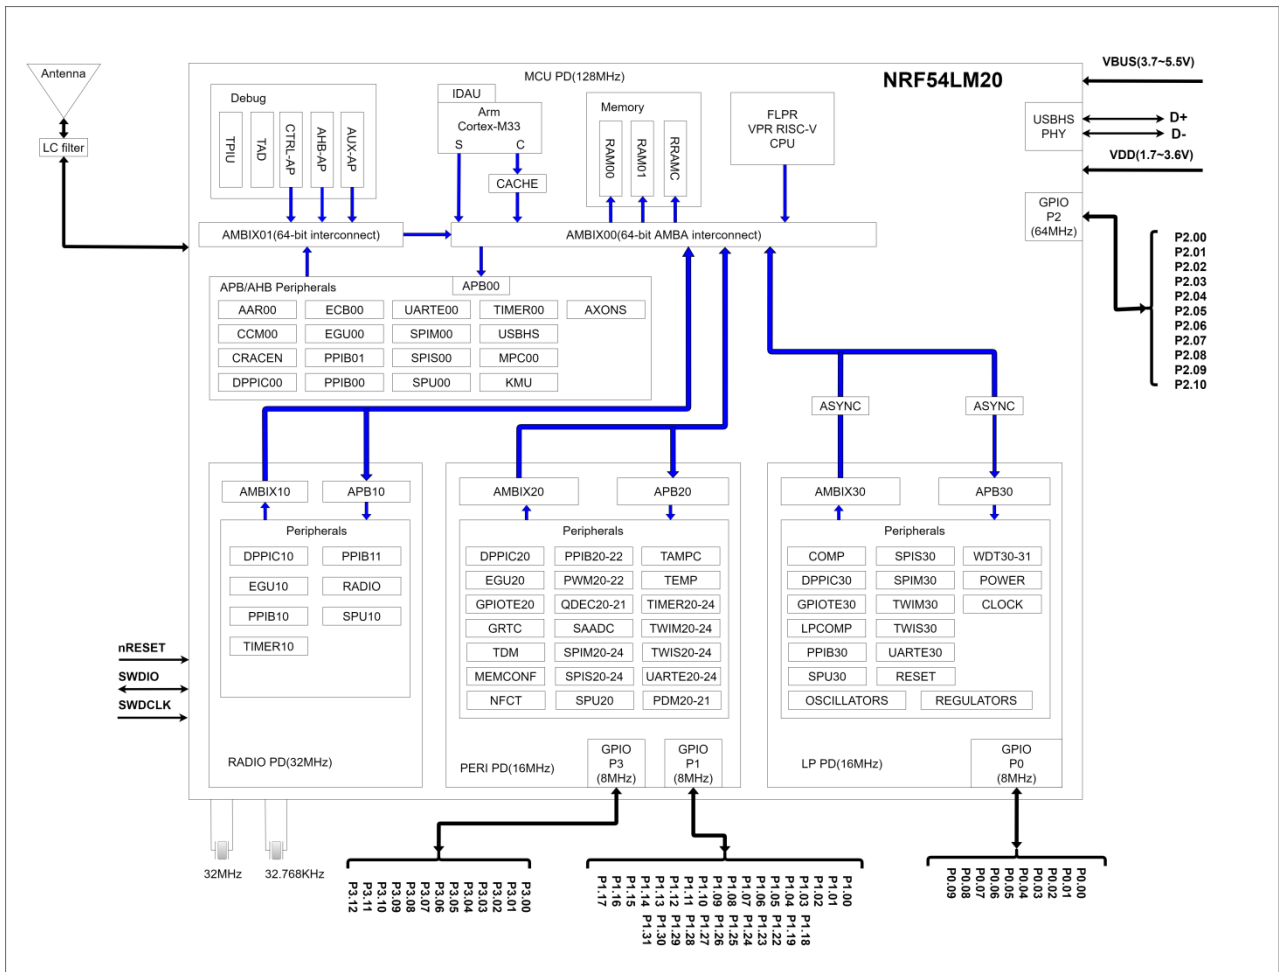 MCU PD(128MHz)
NRF54LM20
Antenna
LC filter
Debug
TPIU
TAD
CTRL-AP
AHB-AP
AUX-AP
IDAU
Arm
Cortex-M33
S C
CACHE
Memory
RAM00
RAM01
RRAMC
FLPR
VPR RISC-V
CPU
VBUS(3.7~5.5V)
USBHS
PHY
D+
D-
VDD(1.7~3.6V)
GPIO
P2
(64MHz)
P2.00
P2.01
P2.02
P2.03
P2.04
P2.05
P2.06
P2.07
P2.08
P2.09
P2.10
AMBIX01(64-bit interconnect)
AMBIX00(64-bit AMBA interconnect)
APB/AHB Peripherals
APB00
AAR00 ECB00 UARTE00 TIMER00 AXONS
CCM00 EGU00 SPIM00 USBHS
CRACEN PPIB01 SPIS00 MPC00
DPPIC00 PPIB00 SPU00 KMU
ASYNC ASYNC
AMBIX10 APB10
Peripherals
DPPIC10 PPIB11
EGU10 RADIO
PPIB10 SPU10
TIMER10
RADIO PD(32MHz)
AMBIX20 APB20
Peripherals
DPPIC20 PPIB20-22 TAMPC
EGU20 PWM20-22 TEMP
GPIOTE20 QDEC20-21 TIMER20-24
GRTC SAADC TWIM20-24
TDM SPIM20-24 TWIS20-24
MEMCONF SPIS20-24 UARTE20-24
NFCT SPU20 PDM20-21
PERI PD(16MHz)
GPIO
P3
(8MHz)
GPIO
P1
(8MHz)
AMBIX30 APB30
Peripherals
COMP SPIS30 WDT30-31
DPPIC30 SPIM30 POWER
GPIOTE30 TWIM30 CLOCK
LPCOMP TWIS30
PPIB30 UARTE30
SPU30 RESET
OSCILLATORS REGULATORS
LP PD(16MHz)
GPIO
P0
(8MHz)
nRESET
SWDIO
SWDCLK
32MHz
32.768KHz
P3.12
P3.11
P3.10
P3.09
P3.08
P3.07
P3.06
P3.05
P3.04
P3.03
P3.02
P3.01
P3.00
P1.17
P1.16
P1.15
P1.14
P1.13
P1.12
P1.11
P1.10
P1.09
P1.08
P1.07
P1.06
P1.05
P1.04
P1.03
P1.02
P1.01
P1.00
P1.31
P1.30
P1.29
P1.28
P1.27
P1.26
P1.25
P1.24
P1.23
P1.22
P1.19
P1.18
P0.09
P0.08
P0.07
P0.06
P0.05
P0.04
P0.03
P0.02
P0.01
P0.00